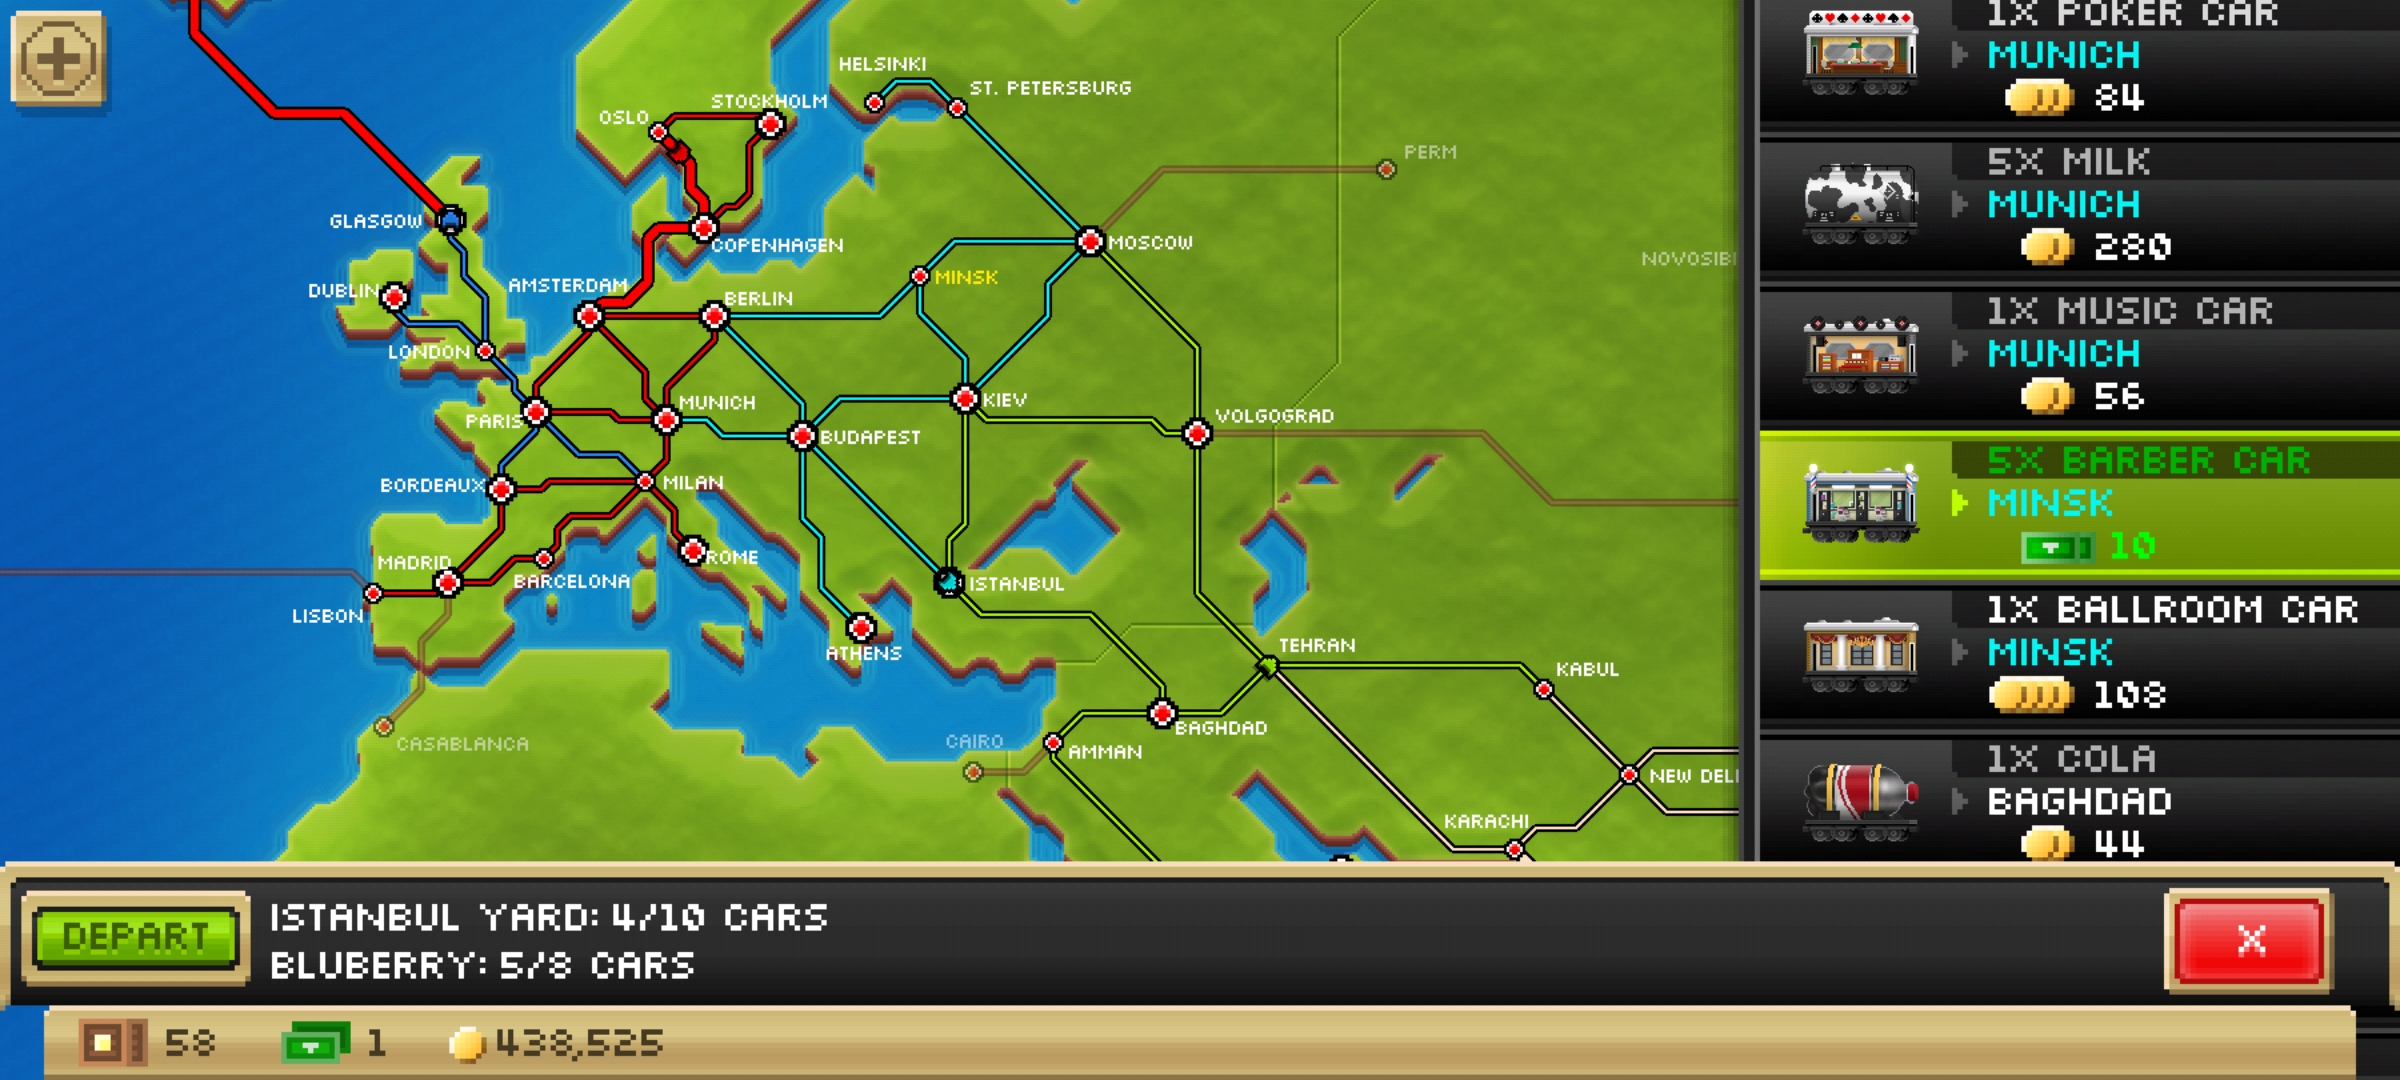 HELSINKI
ST. PETERSBURG
STOCKHOLM
OSLO
PERM
GLASGOW
COPENHAGEN
MOSCOW
NOVOSIB
MINSK
DUBLIN
AMSTERDAM
BERLIN
LONDON
MUNICH
KIEV
PARIS
BUDAPEST
VOLGOGRAD
BORDEAUX
MILAN
MADRID
ROME
BARCELONA
ISTANBUL
LISBON
ATHENS
TEHRAN
KABUL
CASABLANCA
CAIRO
BAGHDAD
AMMAN
NEW DEL
KARACHI
1X POKER CAR
MUNICH
84
5X MILK
MUNICH
280
1X MUSIC CAR
MUNICH
56
5X BARBER CAR
MINSK
10
1X BALLROOM CAR
MINSK
108
1X COLA
BAGHDAD
44
DEPART
ISTANBUL YARD: 4/10 CARS
BLUBERRY: 5/8 CARS
X
58
1
438,525